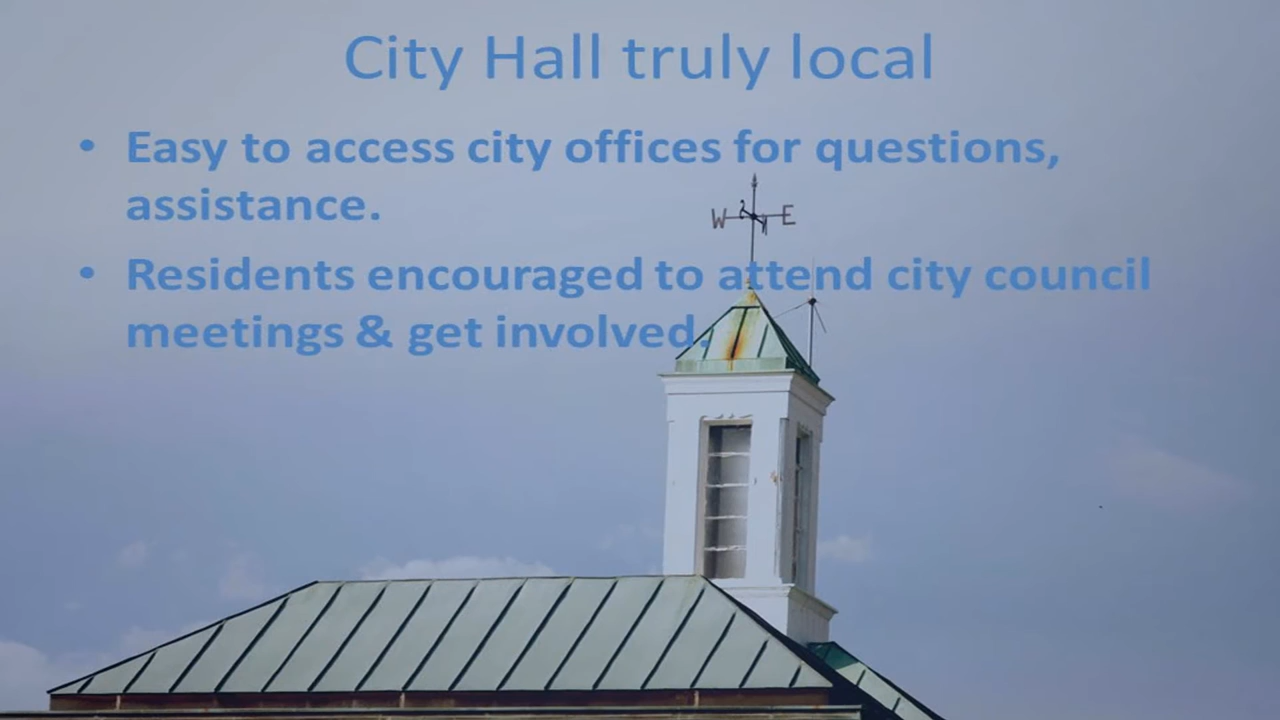 City Hall truly local
• Easy to access city offices for questions,
assistance.
• Residents encouraged to attend city council
meetings & get involved.
W E